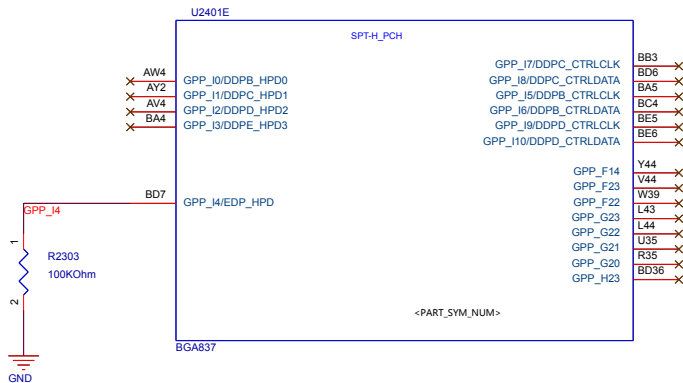 U2401E
SPT-H_PCH
AW4 GPP_I0/DDPB_HPD0
AY2 GPP_I1/DDPC_HPD1
AV4 GPP_I2/DDPD_HPD2
BA4 GPP_I3/DDPE_HPD3
BD7 GPP_I4/EDP_HPD
GPP_I4
1
R2303
100KOhm
2
GND
GPP_I7/DDPC_CTRLCLK BB3
GPP_I8/DDPC_CTRLDATA BD6
GPP_I5/DDPB_CTRLCLK BA5
GPP_I6/DDPB_CTRLDATA BC4
GPP_I9/DDPD_CTRLCLK BE5
GPP_I10/DDPD_CTRLDATA BE6
GPP_F14 Y44
GPP_F23 V44
GPP_F22 W39
GPP_G23 L43
GPP_G22 L44
GPP_G21 U35
GPP_G20 R35
GPP_H23 BD36
<PART_SYM_NUM>
BGA837